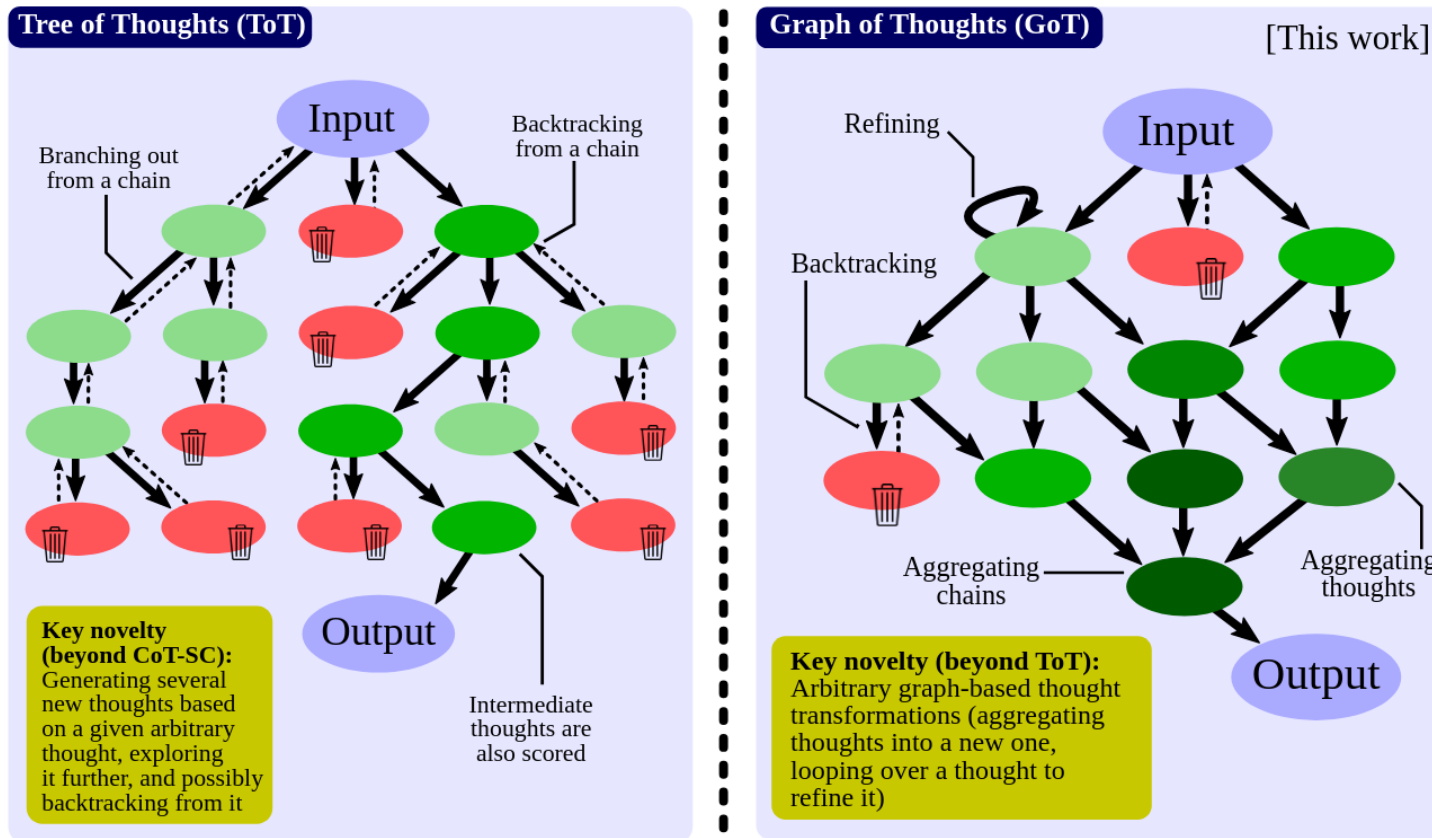 Tree of Thoughts (ToT)
Input
Branching out
from a chain
Backtracking
from a chain
Output
Intermediate
thoughts are
also scored
Key novelty
(beyond CoT-SC):
Generating several
new thoughts based
on a given arbitrary
thought, exploring
it further, and possibly
backtracking from it
Graph of Thoughts (GoT)
[This work]
Refining
Input
Backtracking
Aggregating
chains
Aggregating
thoughts
Output
Key novelty (beyond ToT):
Arbitrary graph-based thought
transformations (aggregating
thoughts into a new one,
looping over a thought to
refine it)